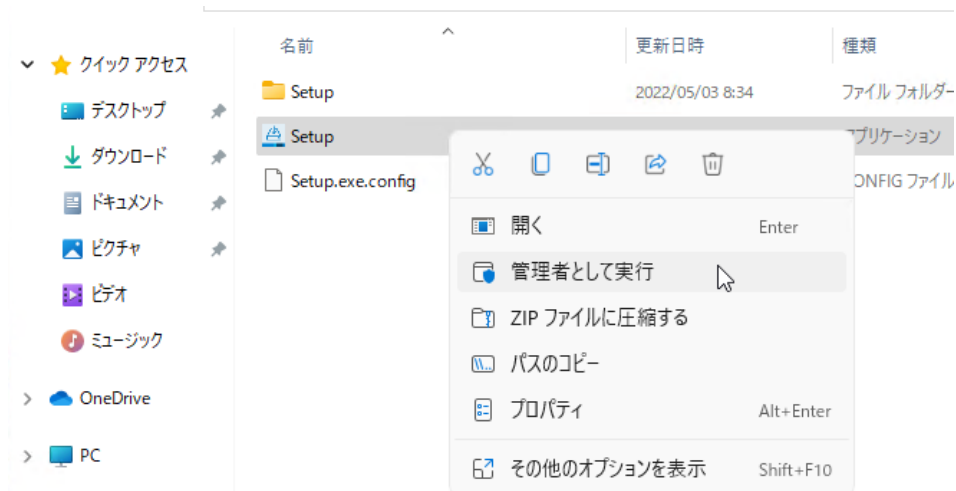 名前 更新日時 種類
クイック アクセス
デスクトップ
ダウンロード
ドキュメント
ピクチャ
ビデオ
ミュージック
OneDrive
PC
Setup 2022/05/03 8:34 ファイル フォルダー
Setup アプリケーション
Setup.exe.config CONFIG ファイル
開く Enter
管理者として実行
ZIP ファイルに圧縮する
パスのコピー
プロパティ Alt+Enter
その他のオプションを表示 Shift+F10